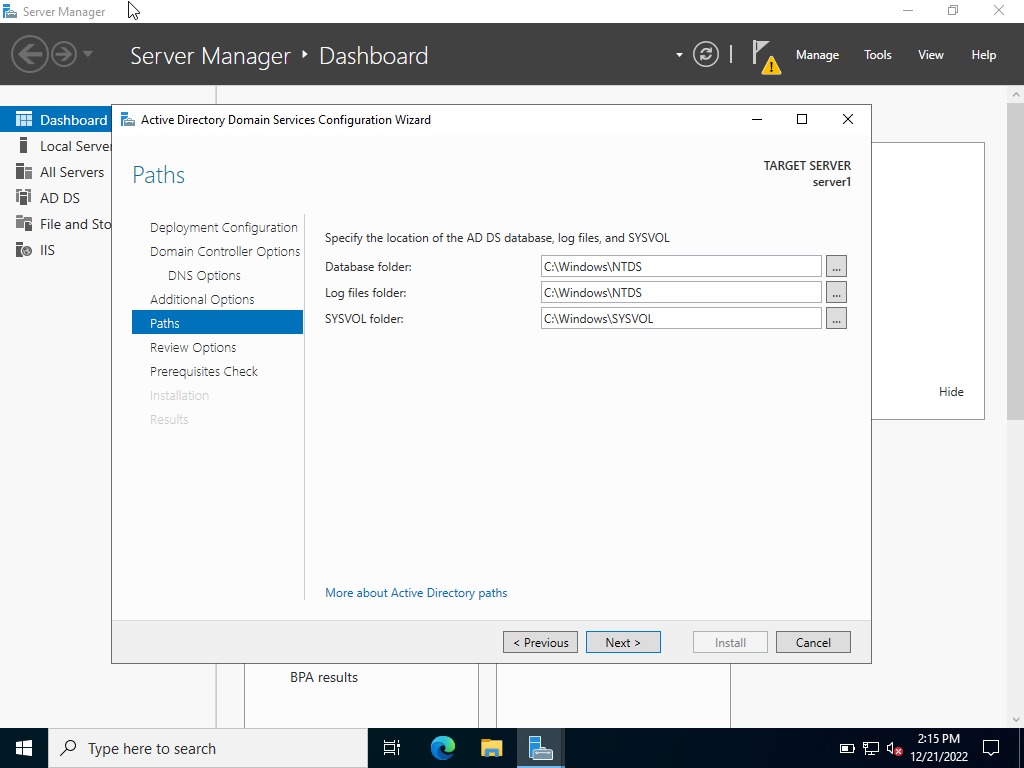 Server Manager
Server Manager
Dashboard
Manage
Tools
View
Help
Dashboard
Local Server
All Servers
AD DS
File and Sto
IIS
Active Directory Domain Services Configuration Wizard
Paths
TARGET SERVER
server1
Deployment Configuration
Domain Controller Options
DNS Options
Additional Options
Paths
Review Options
Prerequisites Check
Installation
Results
Specify the location of the AD DS database, log files, and SYSVOL
Database folder:
C:\Windows\NTDS
...
Log files folder:
C:\Windows\NTDS
...
SYSVOL folder:
C:\Windows\SYSVOL
...
More about Active Directory paths
< Previous
Next >
Install
Cancel
Hide
BPA results
Type here to search
2:15 PM
12/21/2022